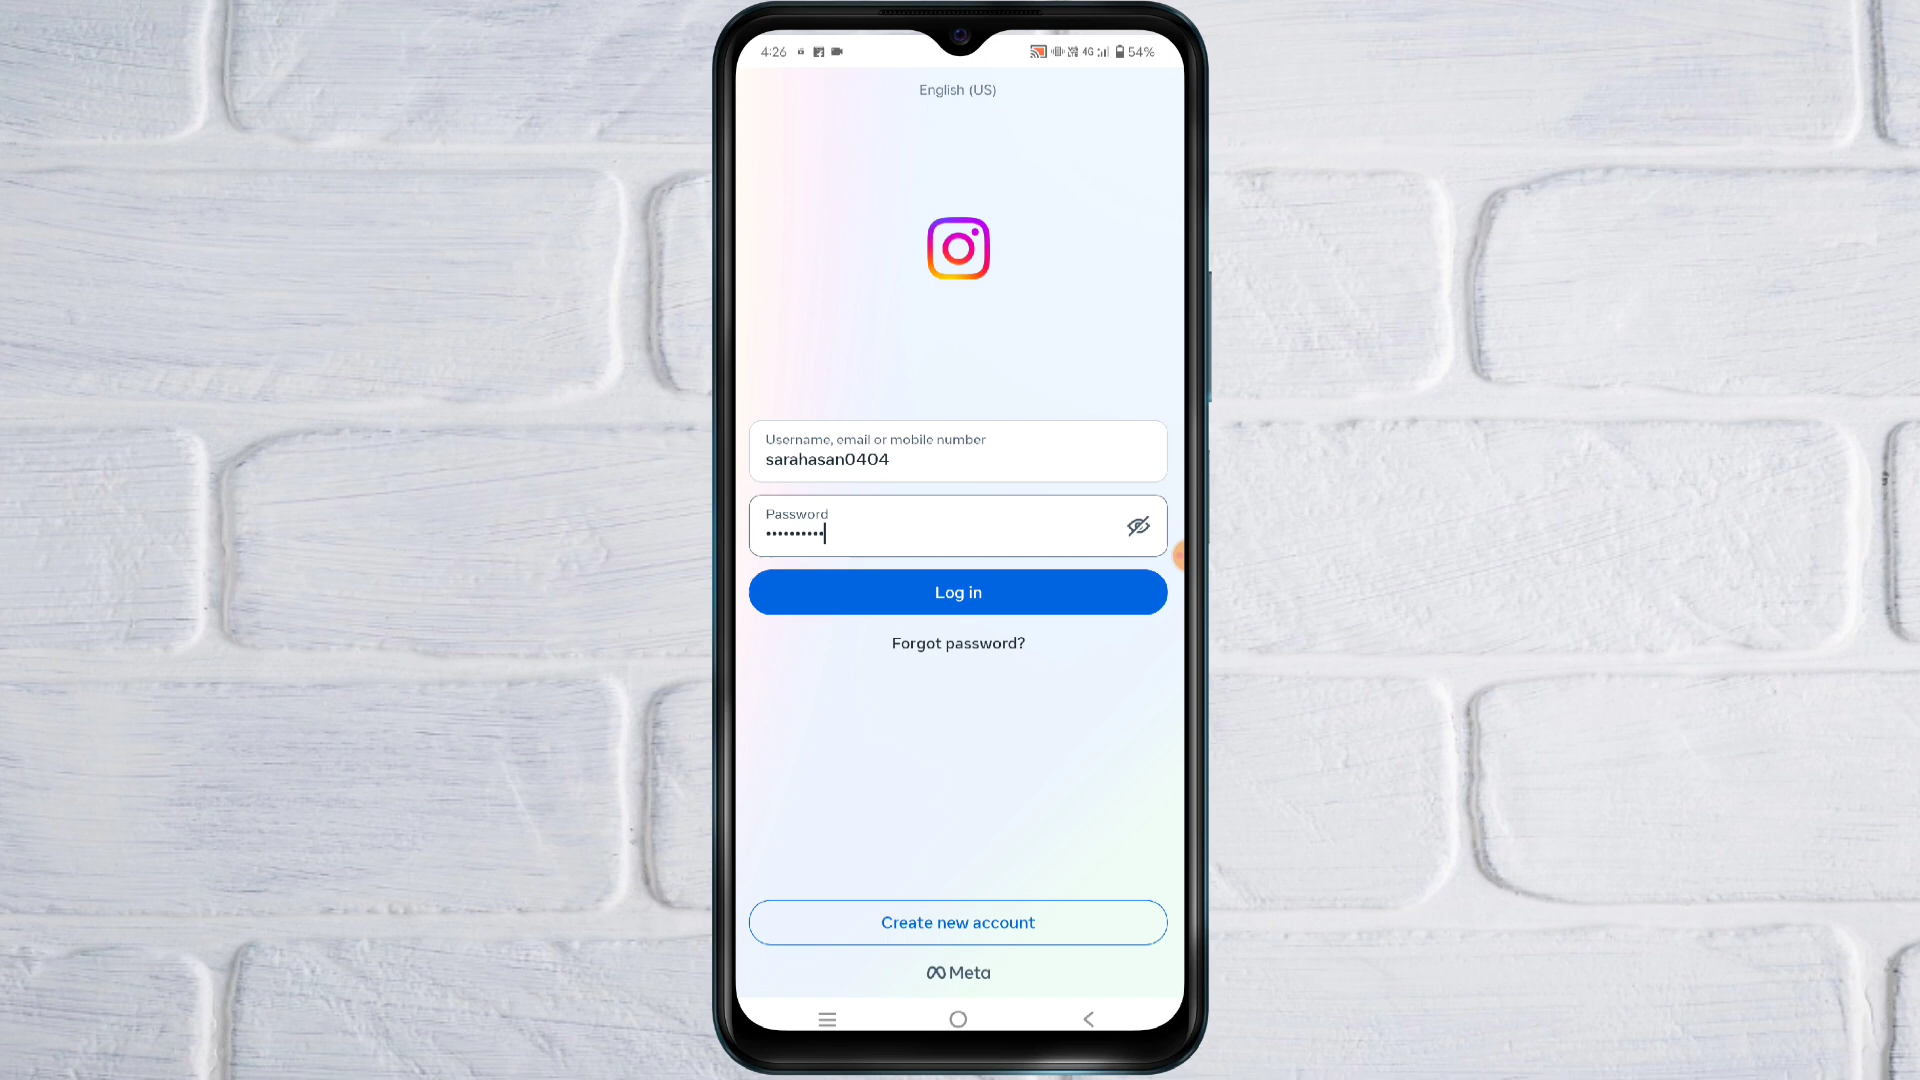 4:26
4G 54%
English (US)
Username, email or mobile number
sarahasan0404
Password
••••••••••
Log in
Forgot password?
Create new account
Meta